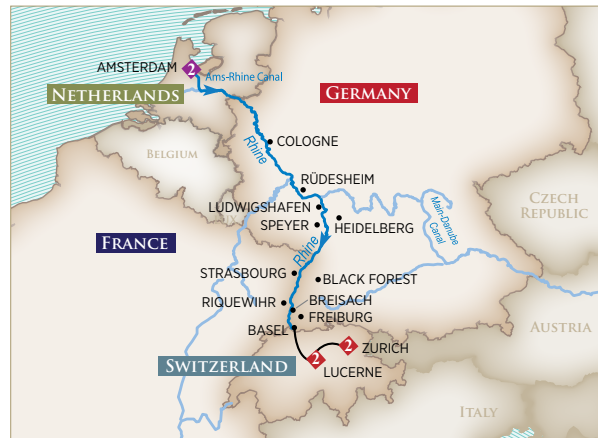 AMSTERDAM 2
Ams-Rhine Canal
NETHERLANDS
GERMANY
COLOGNE
BELGIUM
Rhine
RÜDESHEIM
LUDWIGSHAFEN
SPEYER
HEIDELBERG
Main-Danube
Canal
CZECH
REPUBLIC
FRANCE
Rhine
STRASBOURG
BLACK FOREST
RIQUEWIHR
BREISACH
FREIBURG
BASEL
AUSTRIA
2 ZURICH
SWITZERLAND
2
LUCERNE
ITALY